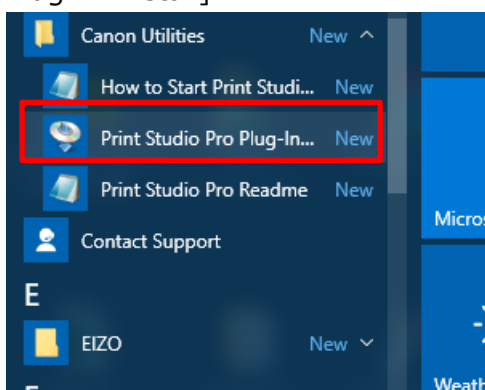 Canon Utilities New
How to Start Print Studi... New
Print Studio Pro Plug-In... New
Print Studio Pro Readme New
Contact Support
E
EIZO New
Micros
Weath